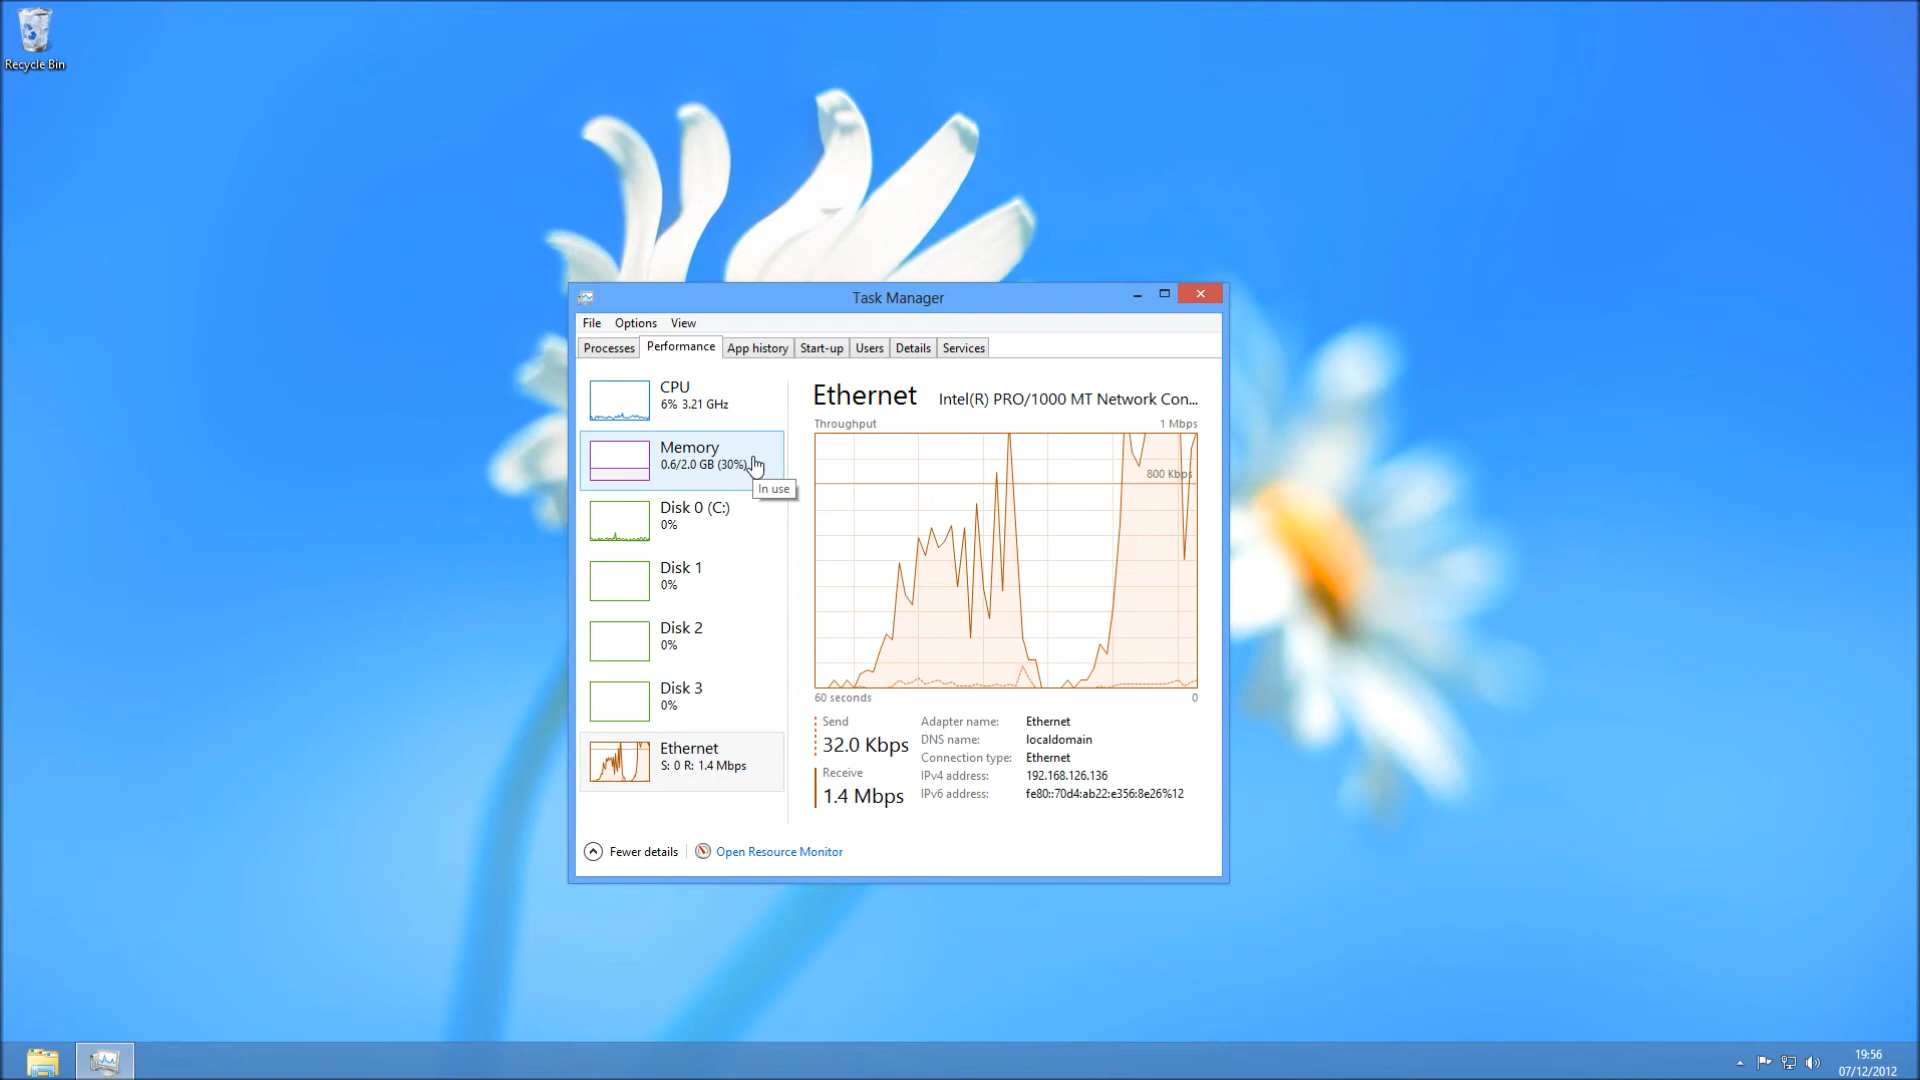 Recycle Bin
Task Manager
File Options View
Processes Performance App history Start-up Users Details Services
CPU
6% 3.21 GHz
Memory
0.6/2.0 GB (30%)
In use
Disk 0 (C:)
0%
Disk 1
0%
Disk 2
0%
Disk 3
0%
Ethernet
S: 0 R: 1.4 Mbps
Ethernet Intel(R) PRO/1000 MT Network Con...
Throughput 1 Mbps
800 Kbps
60 seconds 0
Send
32.0 Kbps
Receive
1.4 Mbps
Adapter name: Ethernet
DNS name: localdomain
Connection type: Ethernet
IPv4 address: 192.168.126.136
IPv6 address: fe80::70d4:ab22:e356:8e26%12
Fewer details Open Resource Monitor
19:56
07/12/2012